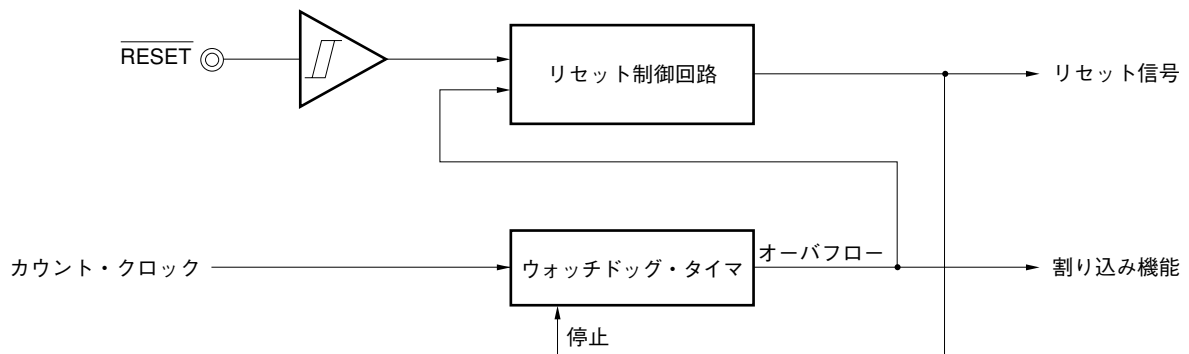 RESET
リセット制御回路
リセット信号
カウント・クロック
ウォッチドッグ・タイマ
オーバフロー
割り込み機能
停止